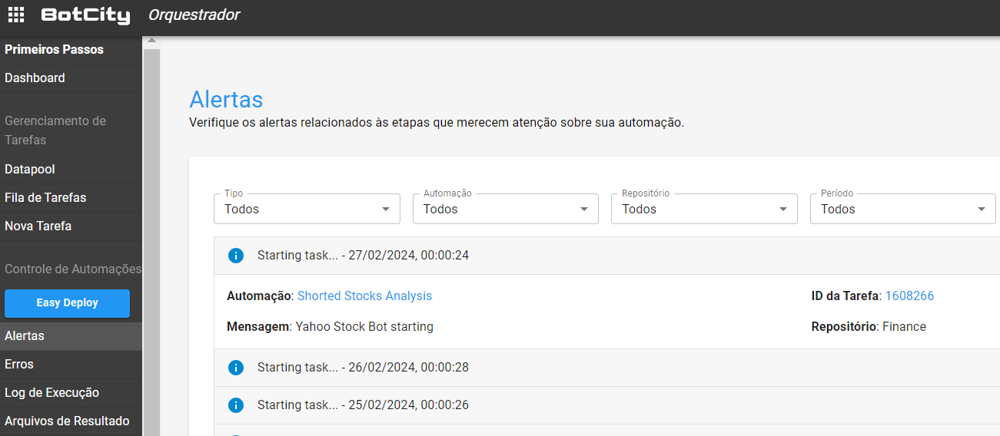 BotCity Orquestrador
Primeiros Passos
Dashboard
Gerenciamento de
Tarefas
Datapool
Fila de Tarefas
Nova Tarefa
Controle de Automações
Easy Deploy
Alertas
Erros
Log de Execução
Arquivos de Resultado
Alertas
Verifique os alertas relacionados às etapas que merecem atenção sobre sua automação.
Tipo
Todos
Automação
Todos
Repositório
Todos
Período
Todos
Starting task... - 27/02/2024, 00:00:24
Automação: Shorted Stocks Analysis
ID da Tarefa: 1608266
Mensagem: Yahoo Stock Bot starting
Repositório: Finance
Starting task... - 26/02/2024, 00:00:28
Starting task... - 25/02/2024, 00:00:26